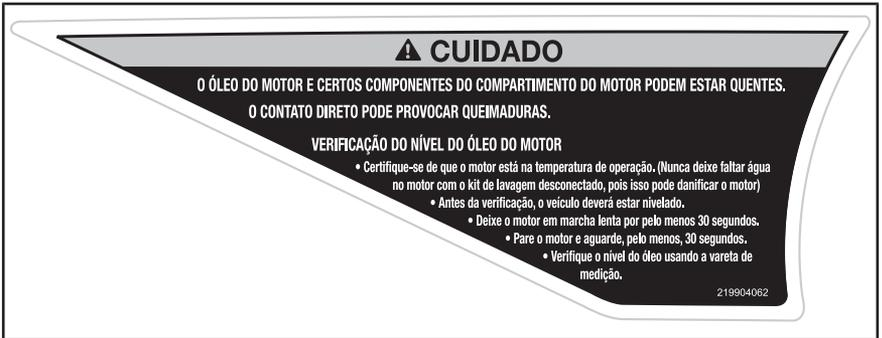 CUIDADO
O ÓLEO DO MOTOR E CERTOS COMPONENTES DO COMPARTIMENTO DO MOTOR PODEM ESTAR QUENTES.
O CONTATO DIRETO PODE PROVOCAR QUEIMADURAS.
VERIFICAÇÃO DO NÍVEL DO ÓLEO DO MOTOR
• Certifique-se de que o motor está na temperatura de operação. (Nunca deixe faltar água
no motor com o kit de lavagem desconectado, pois isso pode danificar o motor)
• Antes da verificação, o veículo deverá estar nivelado.
• Deixe o motor em marcha lenta por pelo menos 30 segundos.
• Pare o motor e aguarde, pelo menos, 30 segundos.
• Verifique o nível do óleo usando a vareta de
medição.
219904062